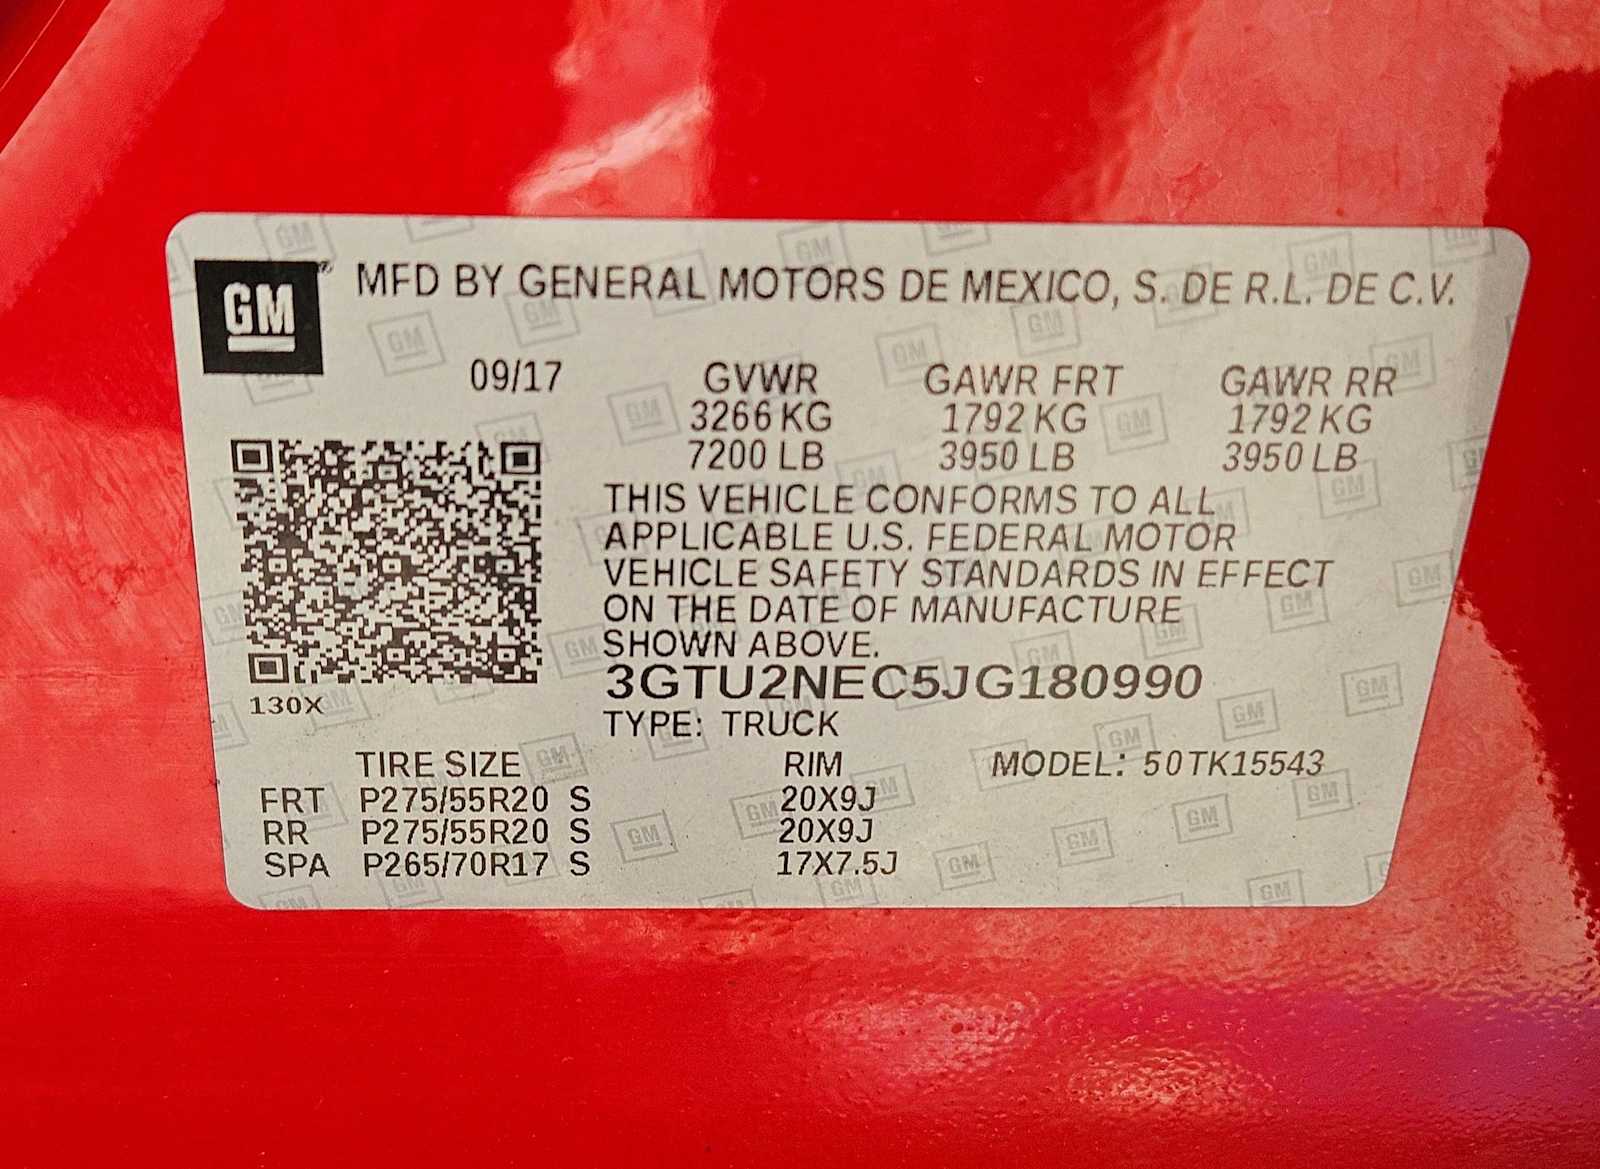 GM ® MFD BY GENERAL MOTORS DE MEXICO, S. DE R.L. DE C.V.
09/17 GVWR GAWR FRT GAWR RR
3266 KG 1792 KG 1792 KG
7200 LB 3950 LB 3950 LB
THIS VEHICLE CONFORMS TO ALL
APPLICABLE U.S. FEDERAL MOTOR
VEHICLE SAFETY STANDARDS IN EFFECT
ON THE DATE OF MANUFACTURE
SHOWN ABOVE.
3GTU2NEC5JG180990
130X
TYPE: TRUCK
TIRE SIZE RIM MODEL: 50TK15543
FRT P275/55R20 S 20X9J
RR P275/55R20 S 20X9J
SPA P265/70R17 S 17X7.5J